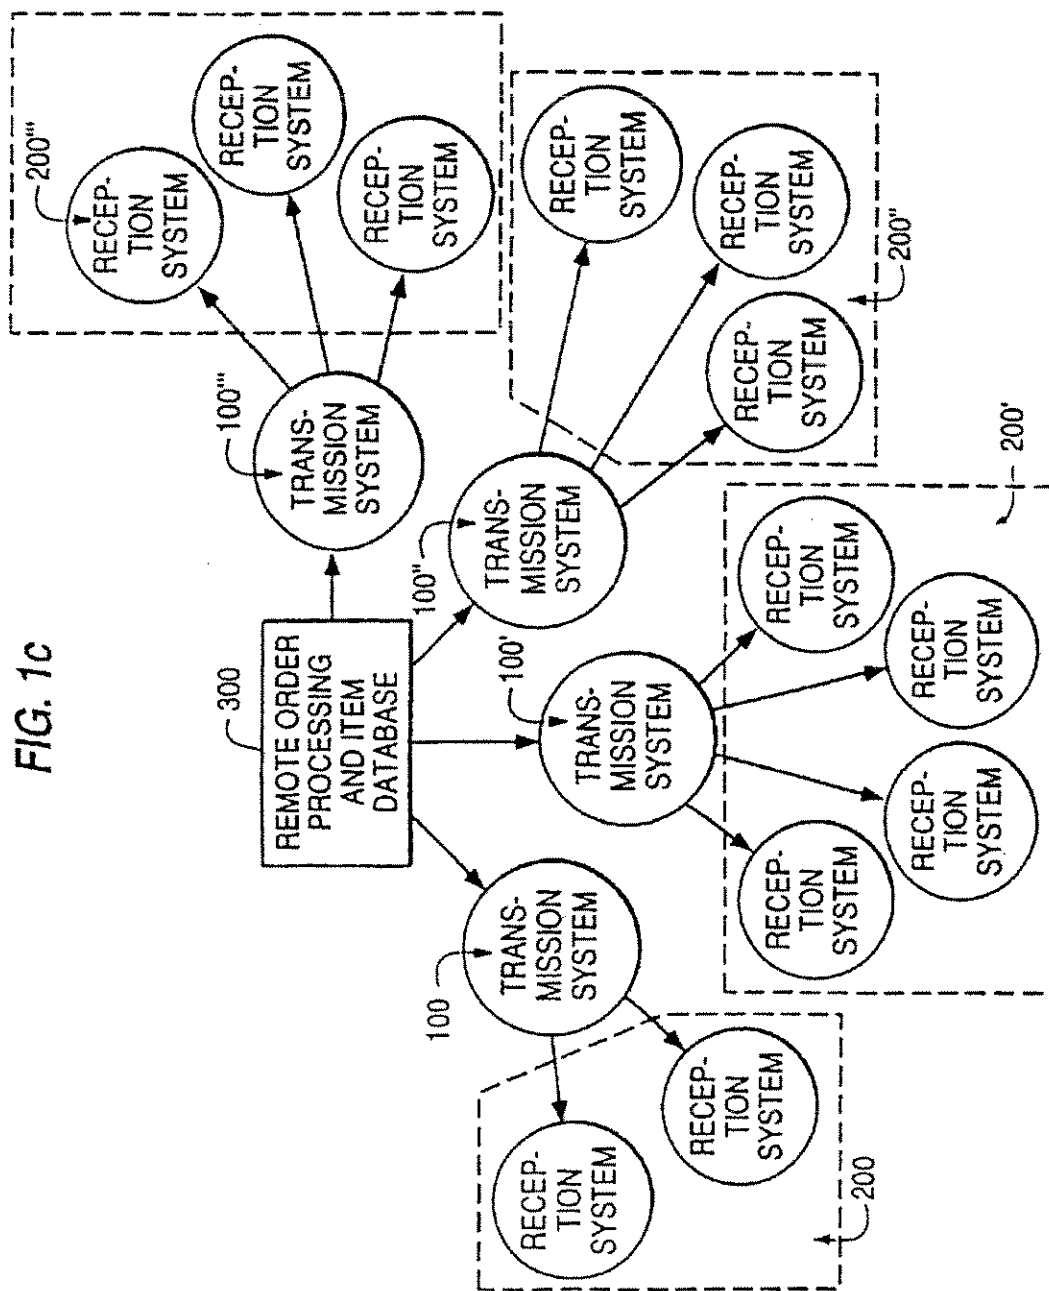 FIG. 1c
300
REMOTE ORDER
PROCESSING
AND ITEM
DATABASE
100
TRANS-
MISSION
SYSTEM
100'
TRANS-
MISSION
SYSTEM
100"
TRANS-
MISSION
SYSTEM
100'"
TRANS-
MISSION
SYSTEM
RECEP-
TION
SYSTEM
RECEP-
TION
SYSTEM
200
RECEP-
TION
SYSTEM
RECEP-
TION
SYSTEM
RECEP-
TION
SYSTEM
RECEP-
TION
SYSTEM
200'
RECEP-
TION
SYSTEM
RECEP-
TION
SYSTEM
RECEP-
TION
SYSTEM
200"
200'"
RECEP-
TION
SYSTEM
RECEP-
TION
SYSTEM
RECEP-
TION
SYSTEM